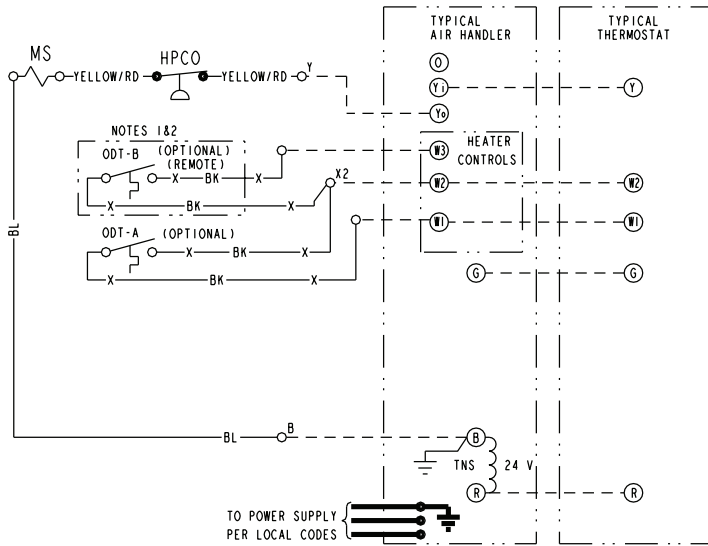 TYPICAL
AIR HANDLER
TYPICAL
THERMOSTAT
MS
HPCO
YELLOW/RD
YELLOW/RD
Y
O
Yi
Y
Yo
NOTES 1&2
ODT-B (OPTIONAL)
(REMOTE)
X BK X
X BK X
X2
W3
HEATER
CONTROLS
W2
W2
W1
W1
ODT-A (OPTIONAL)
X BK X
X BK X
G
G
BL
BL
B
B
TNS 24 V
R
R
TO POWER SUPPLY
PER LOCAL CODES